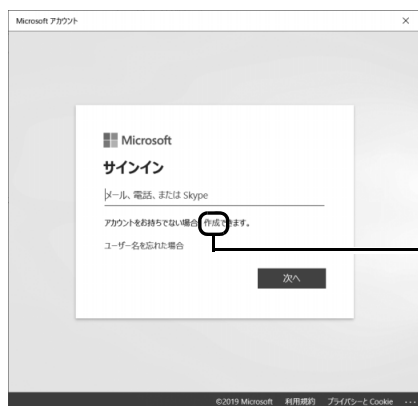 Microsoft アカウント
Microsoft
サインイン
メール、電話、または Skype
アカウントをお持ちでない場合、作成できます。
ユーザー名を忘れた場合
次へ
©2019 Microsoft 利用規約 プライバシーと Cookie ...